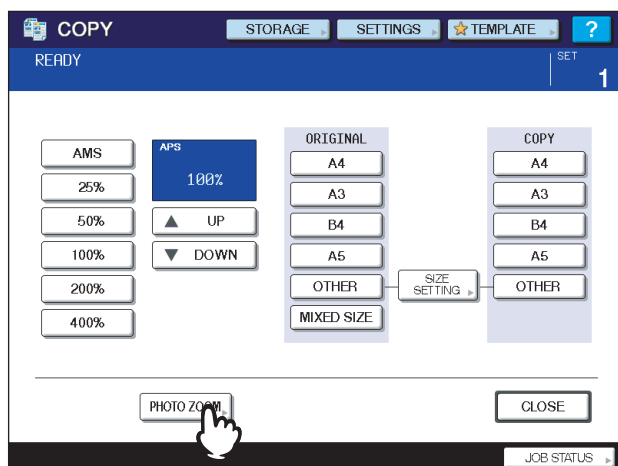 COPY
STORAGE
SETTINGS
TEMPLATE
?
READY
SET
1
AMS
25%
50%
100%
200%
400%
APS
100%
UP
DOWN
ORIGINAL
A4
A3
B4
A5
OTHER
MIXED SIZE
SIZE
SETTING
COPY
A4
A3
B4
A5
OTHER
PHOTO ZOOM
CLOSE
JOB STATUS